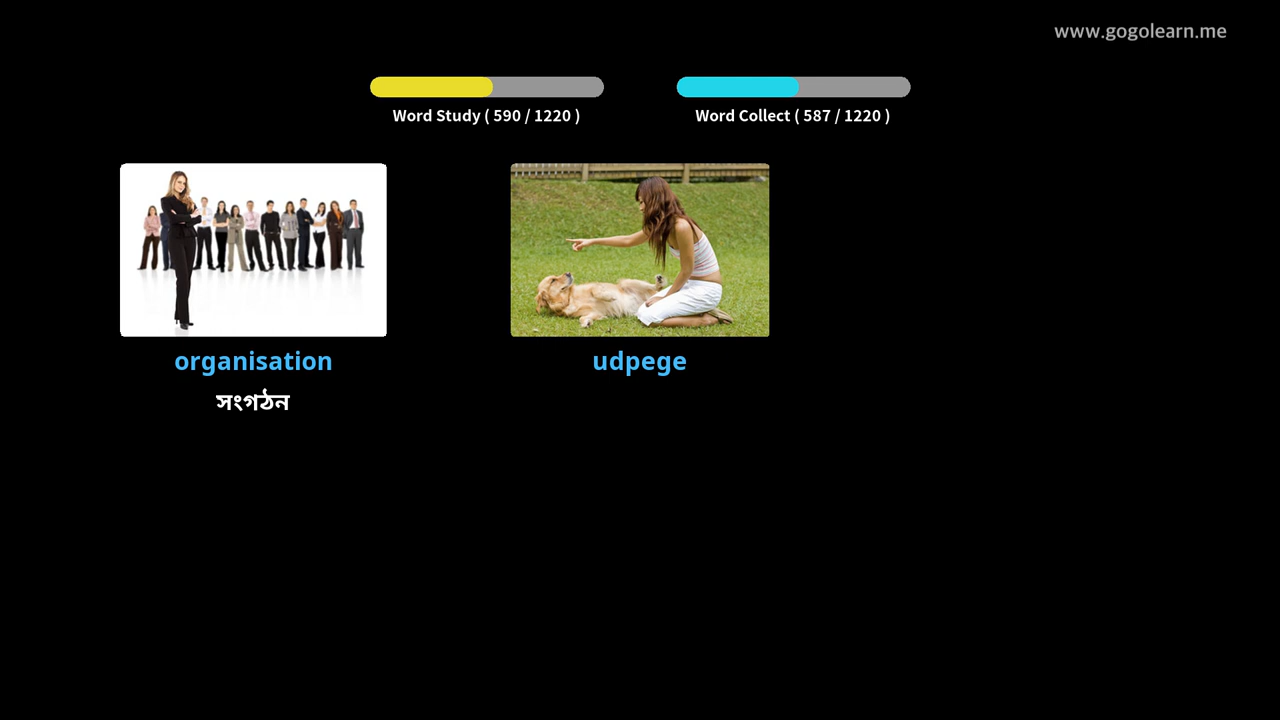 www.gogolearn.me
Word Study ( 590 / 1220 )
Word Collect ( 587 / 1220 )
organisation
udpege
সংগঠন